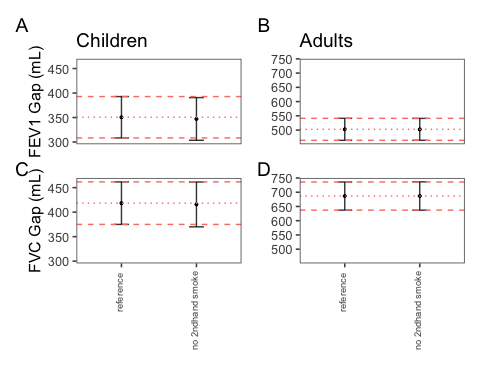 A
B
Children
Adults
FEV1 Gap (mL)
450
400
350
300
750
700
650
600
550
500
C
D
FVC Gap (mL)
450
400
350
300
750
700
650
600
550
500
reference
no 2ndhand smoke
reference
no 2ndhand smoke